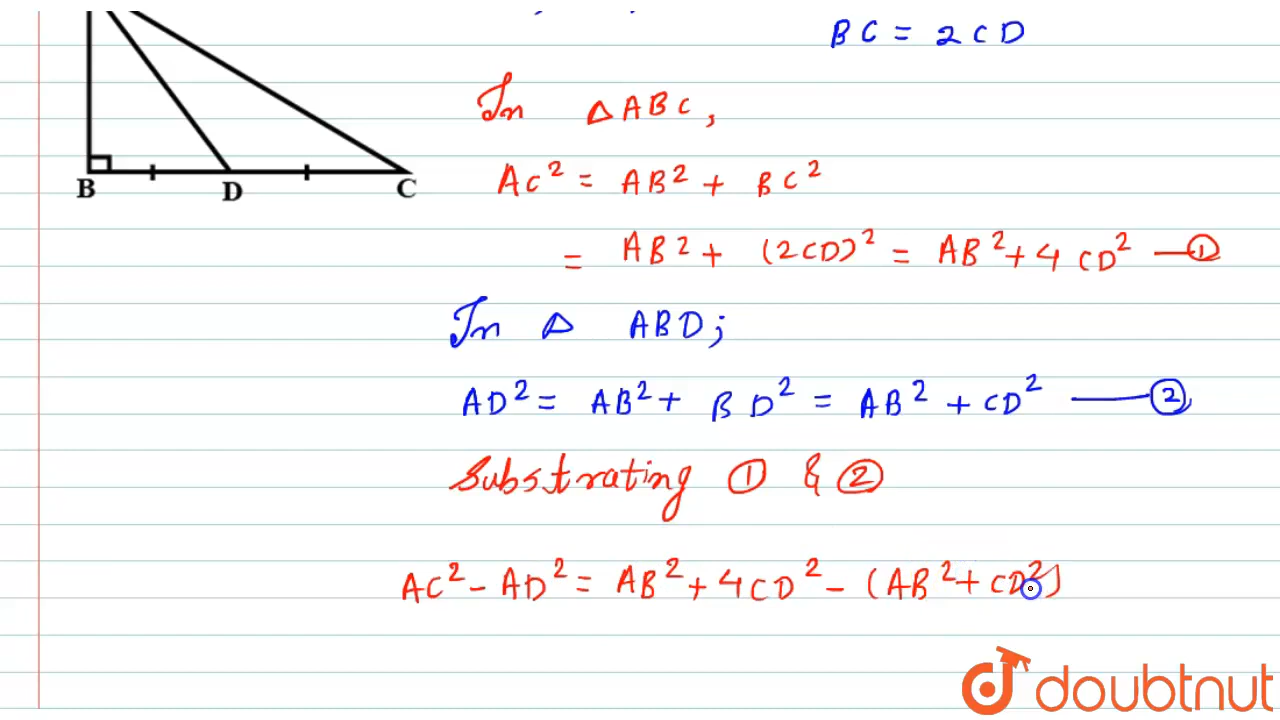 BC = 2CD
In △ABC,
B D C
AC² = AB² + BC²
= AB² + (2CD)² = AB² + 4CD² — ①
In △ ABD;
AD² = AB² + BD² = AB² + CD² — ②
Substrating ① & ②
AC² - AD² = AB² + 4CD² - (AB² + CD²)
doubtnut